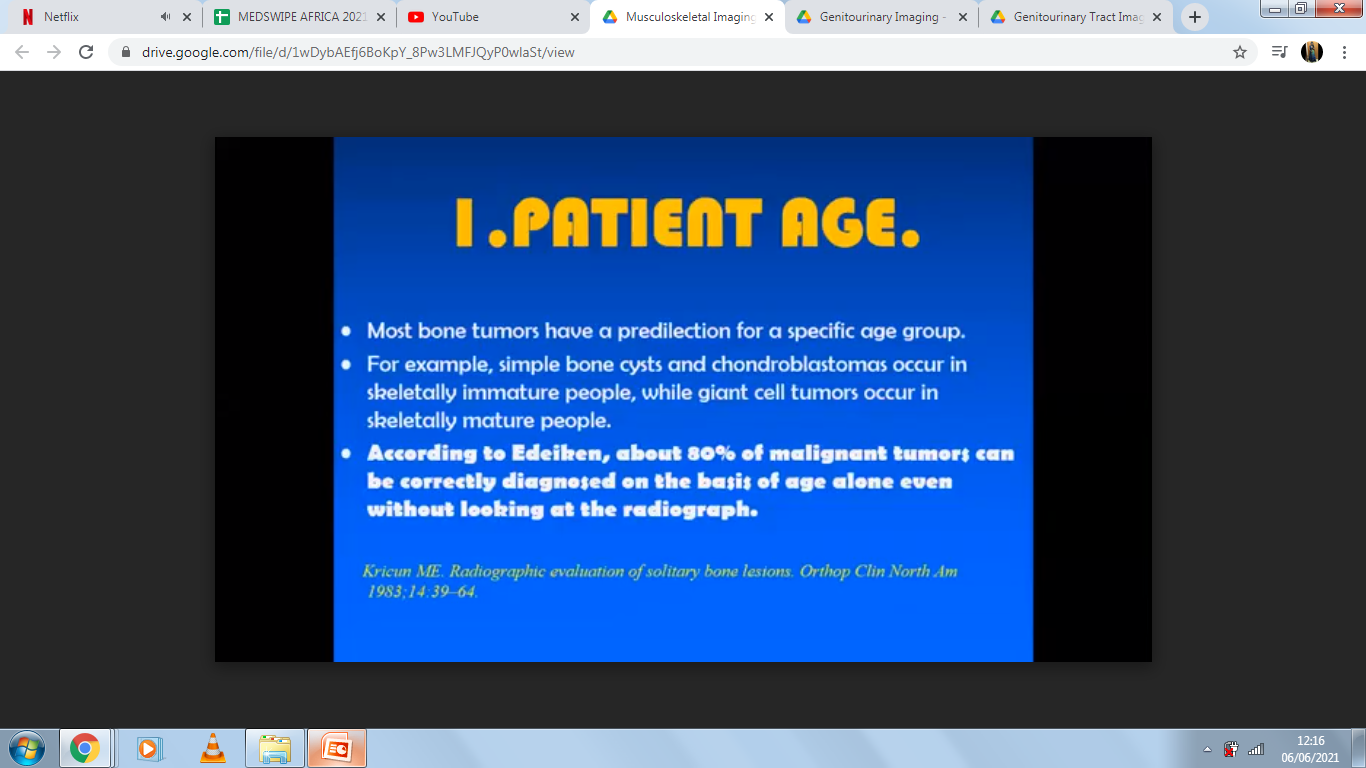 Netflix
MEDSWIPE AFRICA 2021
YouTube
Musculoskeletal Imaging
Genitourinary Imaging -
Genitourinary Tract Imag
drive.google.com/file/d/1wDybAEfj6BoKpY_8Pw3LMFJQyP0wlaSt/view
1.PATIENT AGE.
• Most bone tumors have a predilection for a specific age group.
• For example, simple bone cysts and chondroblastomas occur in
skeletally immature people, while giant cell tumors occur in
skeletally mature people.
• According to Edeiken, about 80% of malignant tumors can
be correctly diagnosed on the basis of age alone even
without looking at the radiograph.
Kricun ME. Radiographic evaluation of solitary bone lesions. Orthop Clin North Am
1983;14:39–64.
12:16
06/06/2021